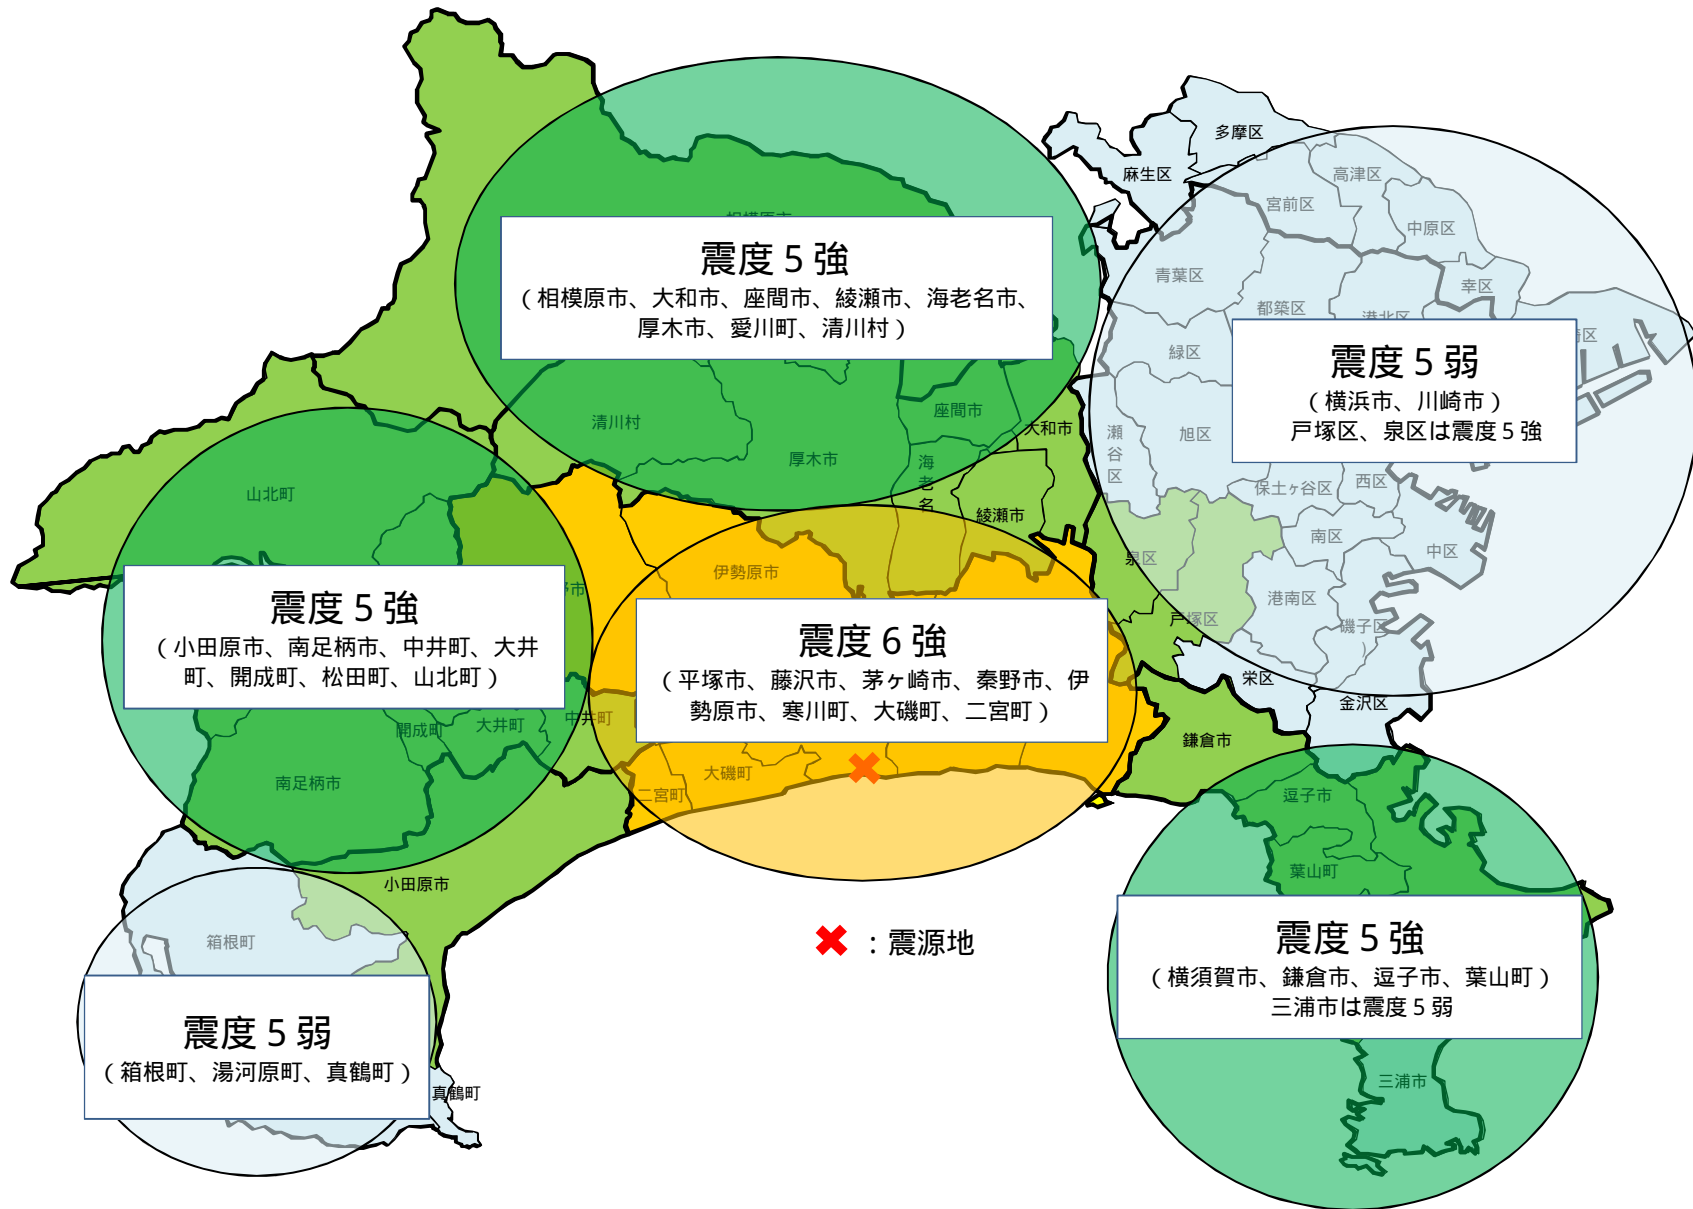 多摩区
麻生区
高津区
宮前区
中原区
青葉区
幸区
都築区
緑区
震度5弱
(横浜市、川崎市)
戸塚区、泉区は震度5強
瀬谷区
旭区
保土ヶ谷区
西区
南区
中区
泉区
港南区
戸塚区
磯子区
栄区
金沢区
震度5強
(相模原市、大和市、座間市、綾瀬市、海老名市、
厚木市、愛川町、清川村)
清川村
座間市
大和市
厚木市
海老名
綾瀬市
山北町
震度5強
(小田原市、南足柄市、中井町、大井
町、開成町、松田町、山北町)
開成町
大井町
中井町
南足柄市
小田原市
伊勢原市
震度6強
(平塚市、藤沢市、茅ヶ崎市、秦野市、伊
勢原市、寒川町、大磯町、二宮町)
大磯町
二宮町
鎌倉市
逗子市
葉山町
:震源地
震度5強
(横須賀市、鎌倉市、逗子市、葉山町)
三浦市は震度5弱
三浦市
箱根町
震度5弱
(箱根町、湯河原町、真鶴町)
真鶴町